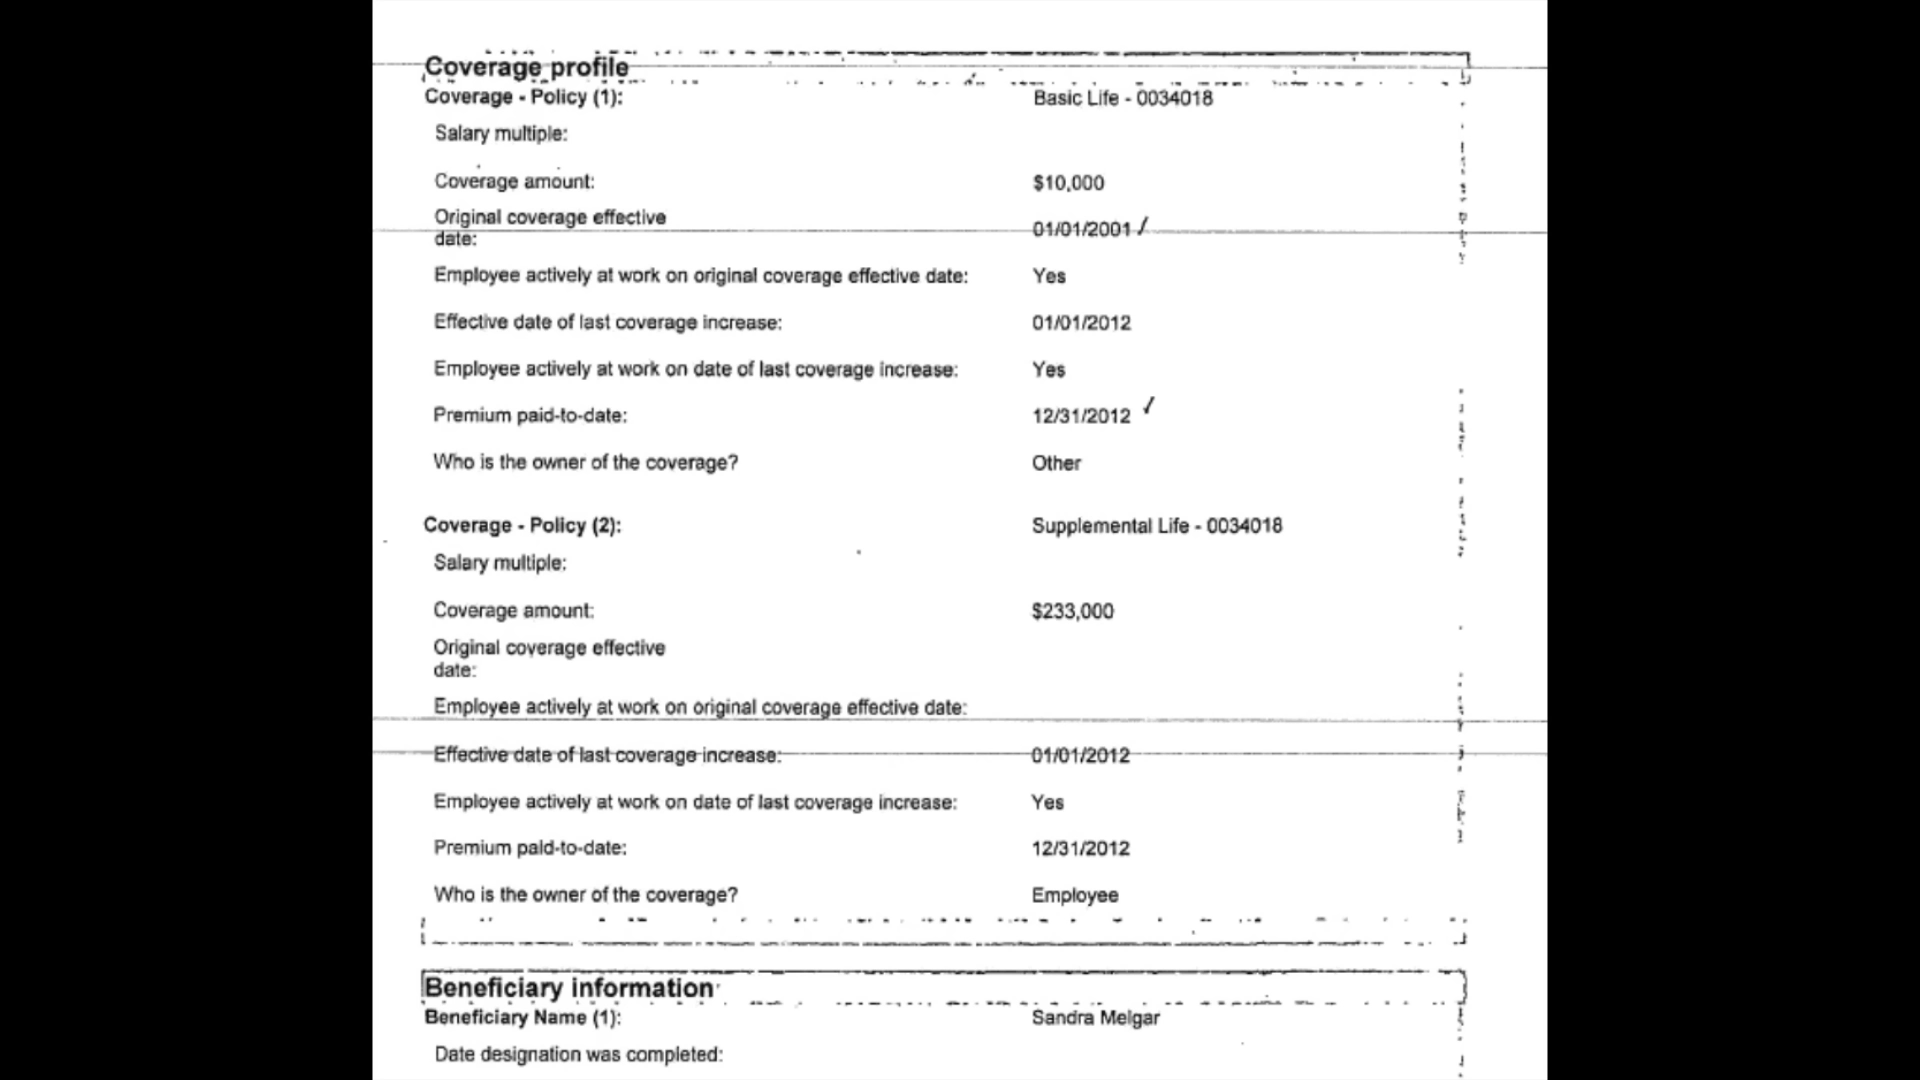 Coverage profile
Coverage - Policy (1): Basic Life - 0034018
Salary multiple:
Coverage amount: $10,000
Original coverage effective
date: 01/01/2001
Employee actively at work on original coverage effective date: Yes
Effective date of last coverage increase: 01/01/2012
Employee actively at work on date of last coverage increase: Yes
Premium paid-to-date: 12/31/2012 ✓
Who is the owner of the coverage? Other
Coverage - Policy (2): Supplemental Life - 0034018
Salary multiple:
Coverage amount: $233,000
Original coverage effective
date:
Employee actively at work on original coverage effective date:
Effective date of last coverage increase: 01/01/2012
Employee actively at work on date of last coverage increase: Yes
Premium paid-to-date: 12/31/2012
Who is the owner of the coverage? Employee
Beneficiary information
Beneficiary Name (1): Sandra Melgar
Date designation was completed: